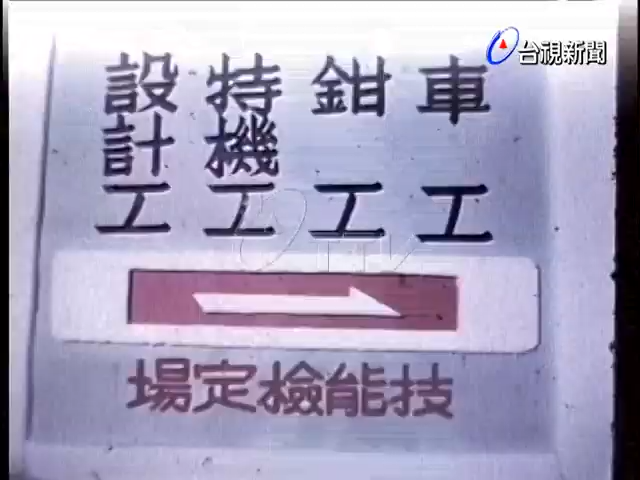 台視新聞
車工
鉗工
特機工
設計工
技能檢定場